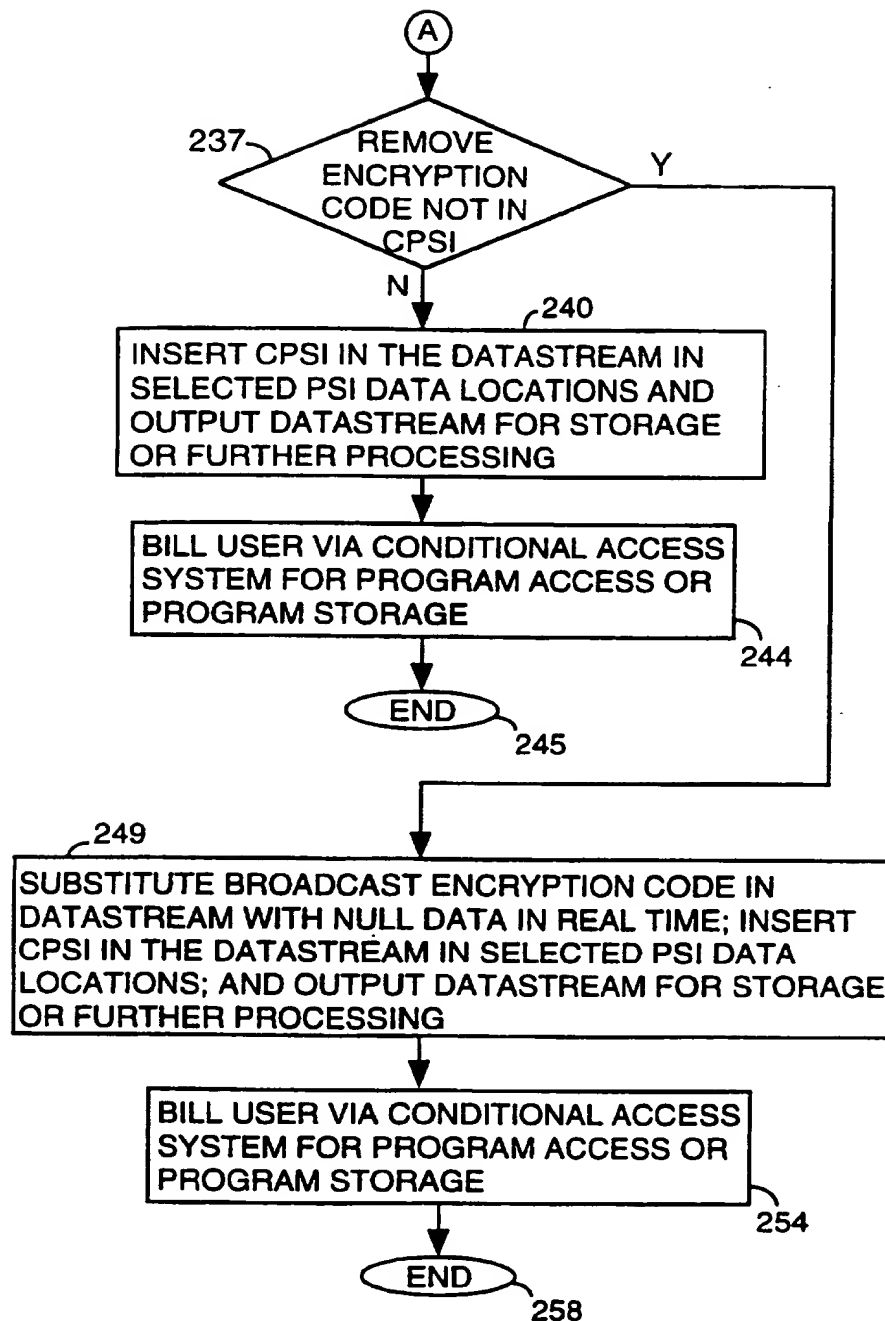 A
237
REMOVE
ENCRYPTION
CODE NOT IN
CPSI
Y
N
240
INSERT CPSI IN THE DATASTREAM IN
SELECTED PSI DATA LOCATIONS AND
OUTPUT DATASTREAM FOR STORAGE
OR FURTHER PROCESSING
BILL USER VIA CONDITIONAL ACCESS
SYSTEM FOR PROGRAM ACCESS OR
PROGRAM STORAGE
244
END
245
249
SUBSTITUTE BROADCAST ENCRYPTION CODE IN
DATASTREAM WITH NULL DATA IN REAL TIME; INSERT
CPSI IN THE DATASTREAM IN SELECTED PSI DATA
LOCATIONS; AND OUTPUT DATASTREAM FOR STORAGE
OR FURTHER PROCESSING
BILL USER VIA CONDITIONAL ACCESS
SYSTEM FOR PROGRAM ACCESS OR
PROGRAM STORAGE
254
END
258